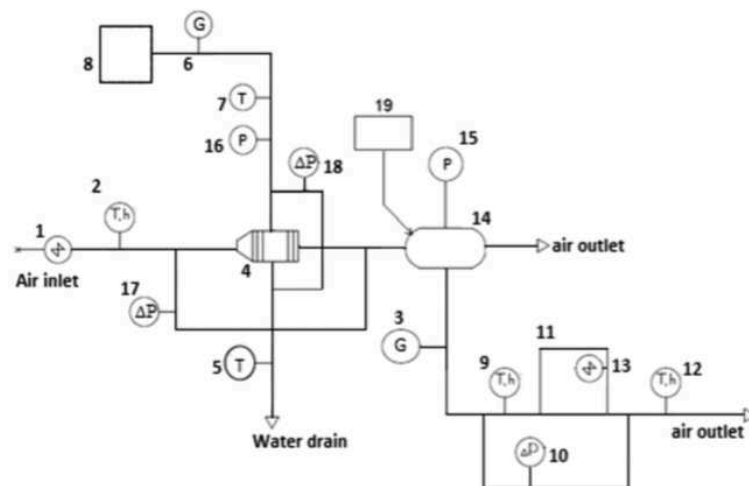 G
8
6
7 T
19
15
16 P
P
ΔP 18
2
T,h
14
1
4
air outlet
Air inlet
17
ΔP
3
11
G
9
13
12
5 T
T,h
T,h
Water drain
ΔP 10
air outlet